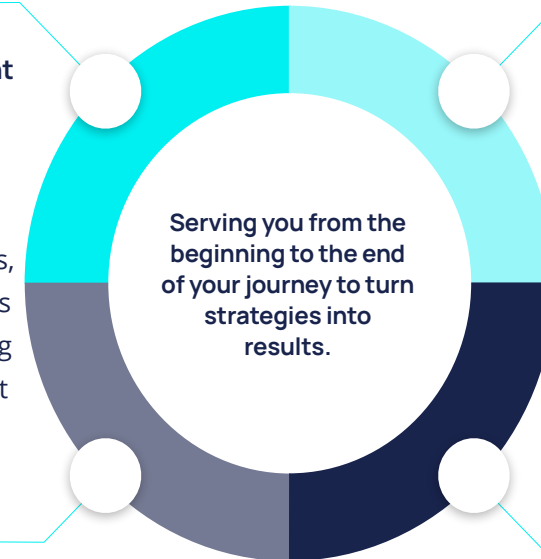 Serving you from the
beginning to the end
of your journey to turn
strategies into
results.